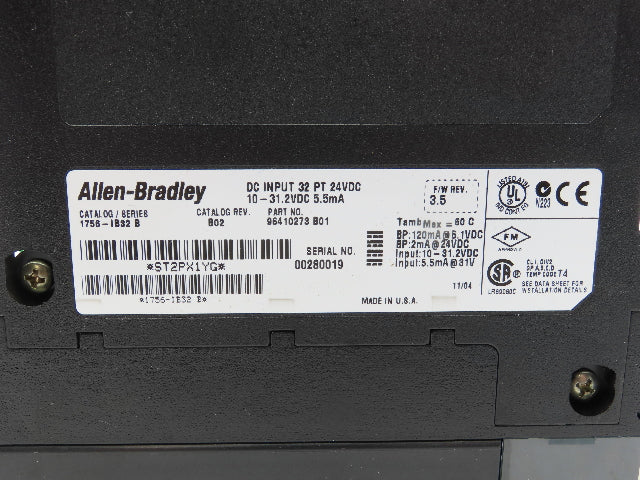 Allen-Bradley
DC INPUT 32 PT 24VDC
10-31.2VDC 5.5mA
F/W REV.
3.5
CATALOG / SERIES
1756-IB32 B
CATALOG REV.
B02
PART NO.
96410273 B01
Tamb Max = 60 C
BP:120mA@5.1VDC
BP:2mA@24VDC
Input:10-31.2VDC
Input:5.5mA@31V
*ST2PX1YG*
SERIAL NO.
00280019
*1756-IB32 B*
MADE IN U.S.A.
11/04
UL
LISTED
IND CONT EQ
N223
CE
FM
APPROVED
SA
CL I, DIV2
GP A,B,C,D
TEMP CODE T4
SEE DATA SHEET FOR
INSTALLATION DETAILS